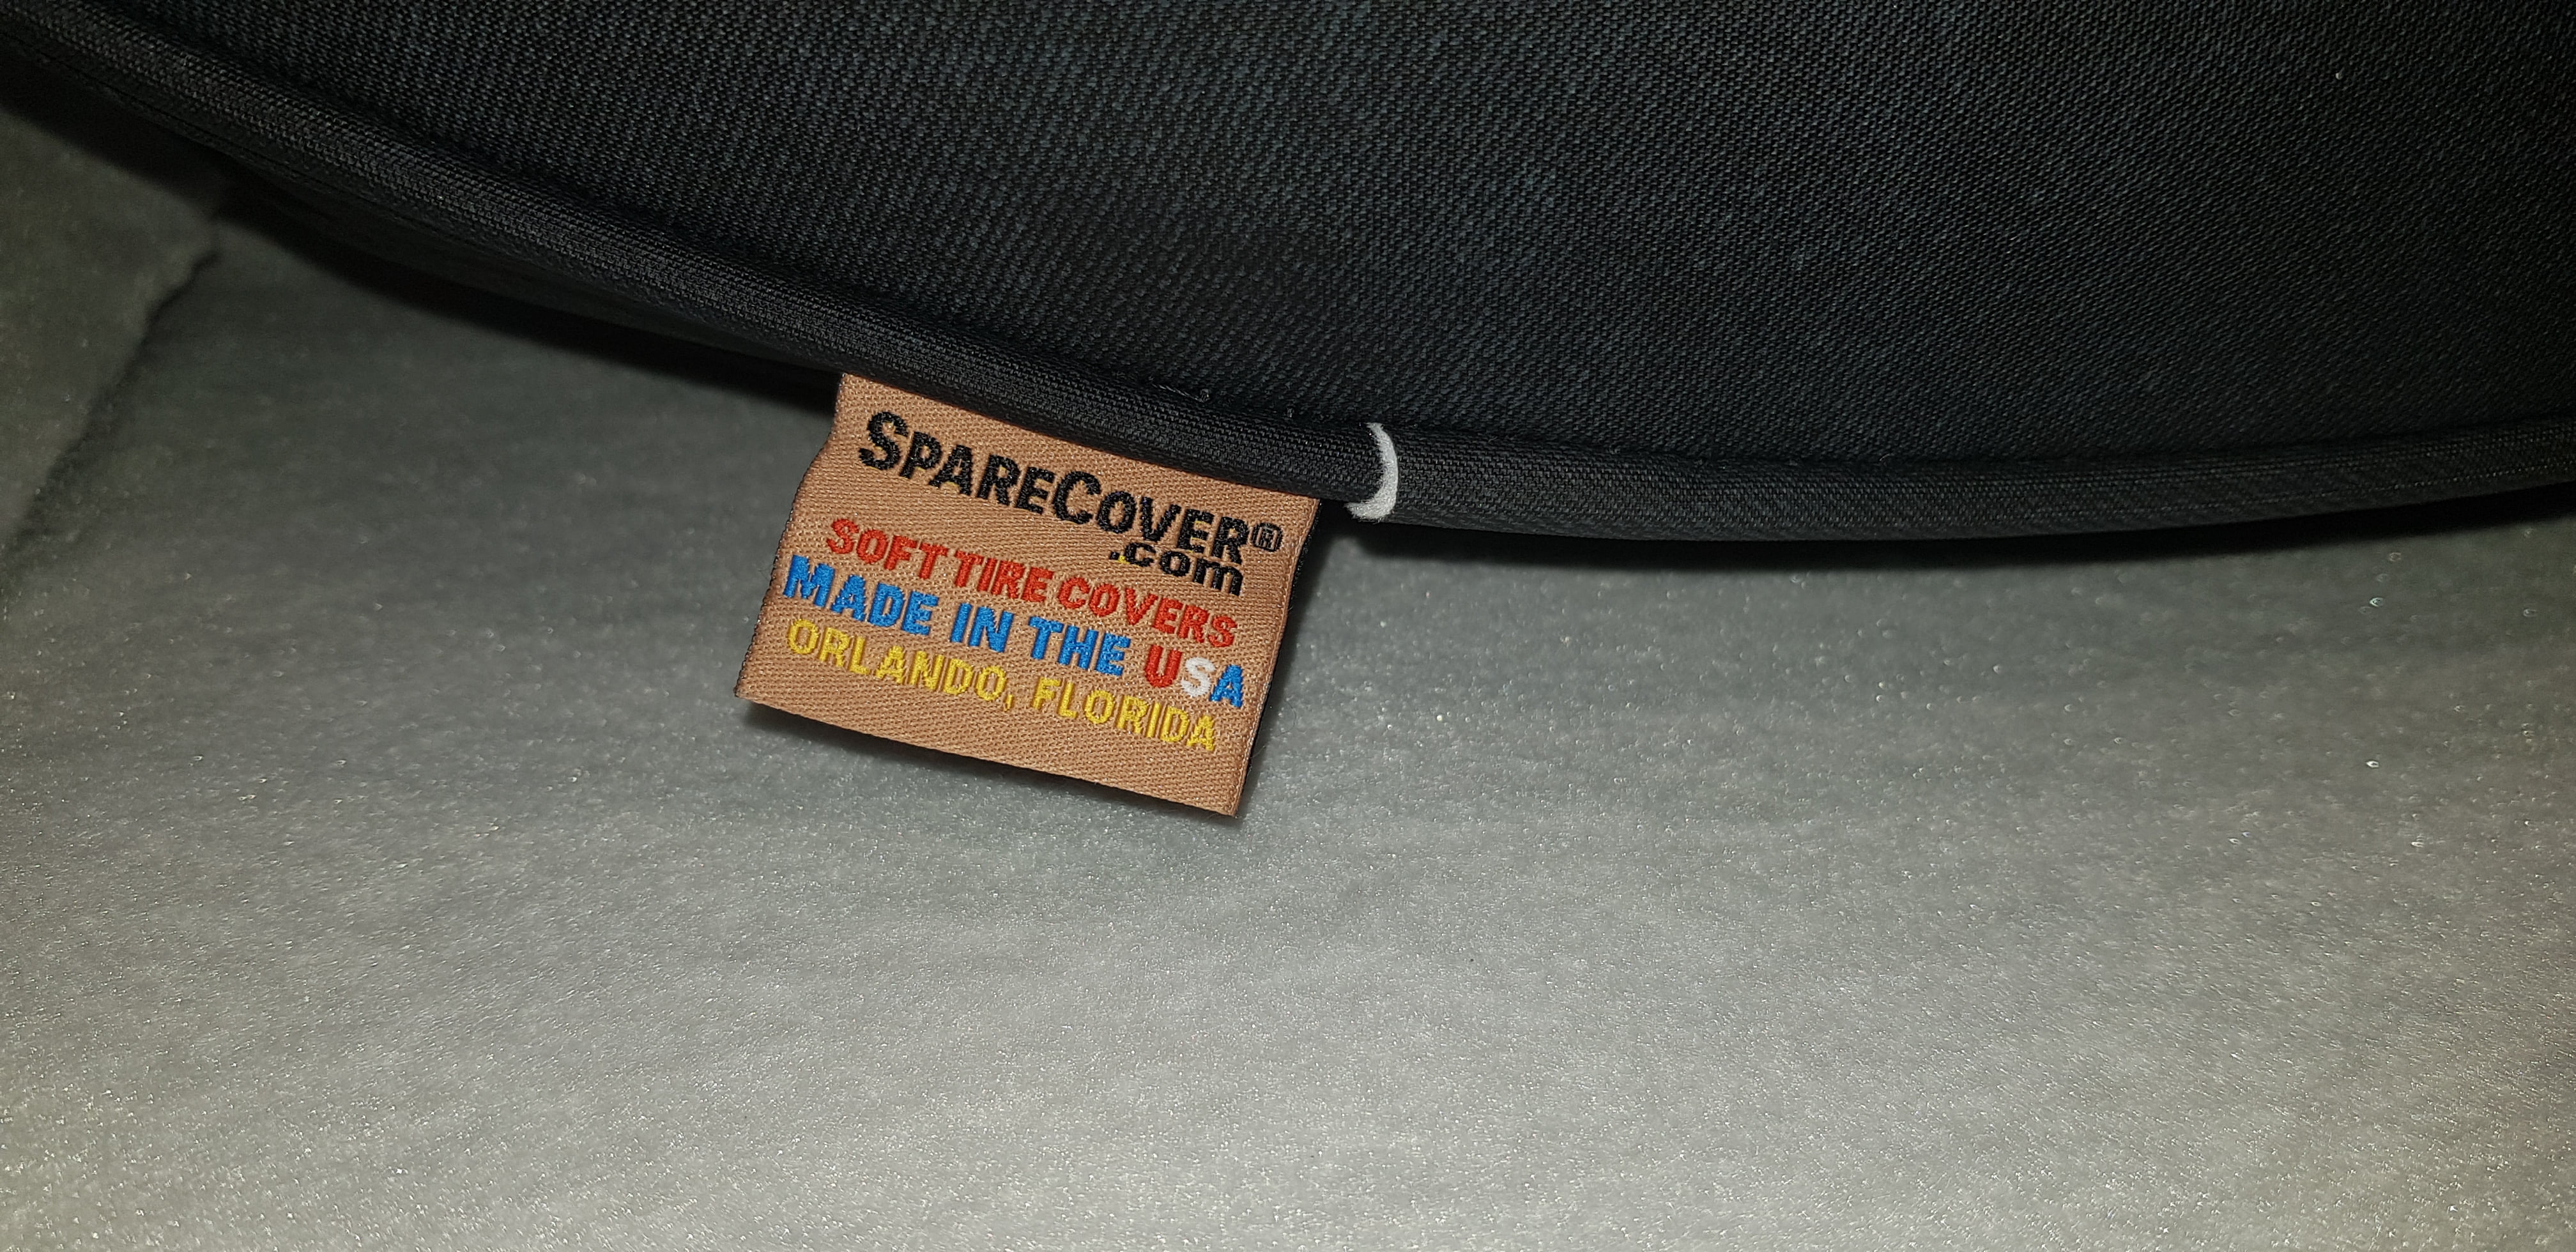 SPARECOVER®
.com
SOFT TIRE COVERS
MADE IN THE USA
ORLANDO, FLORIDA